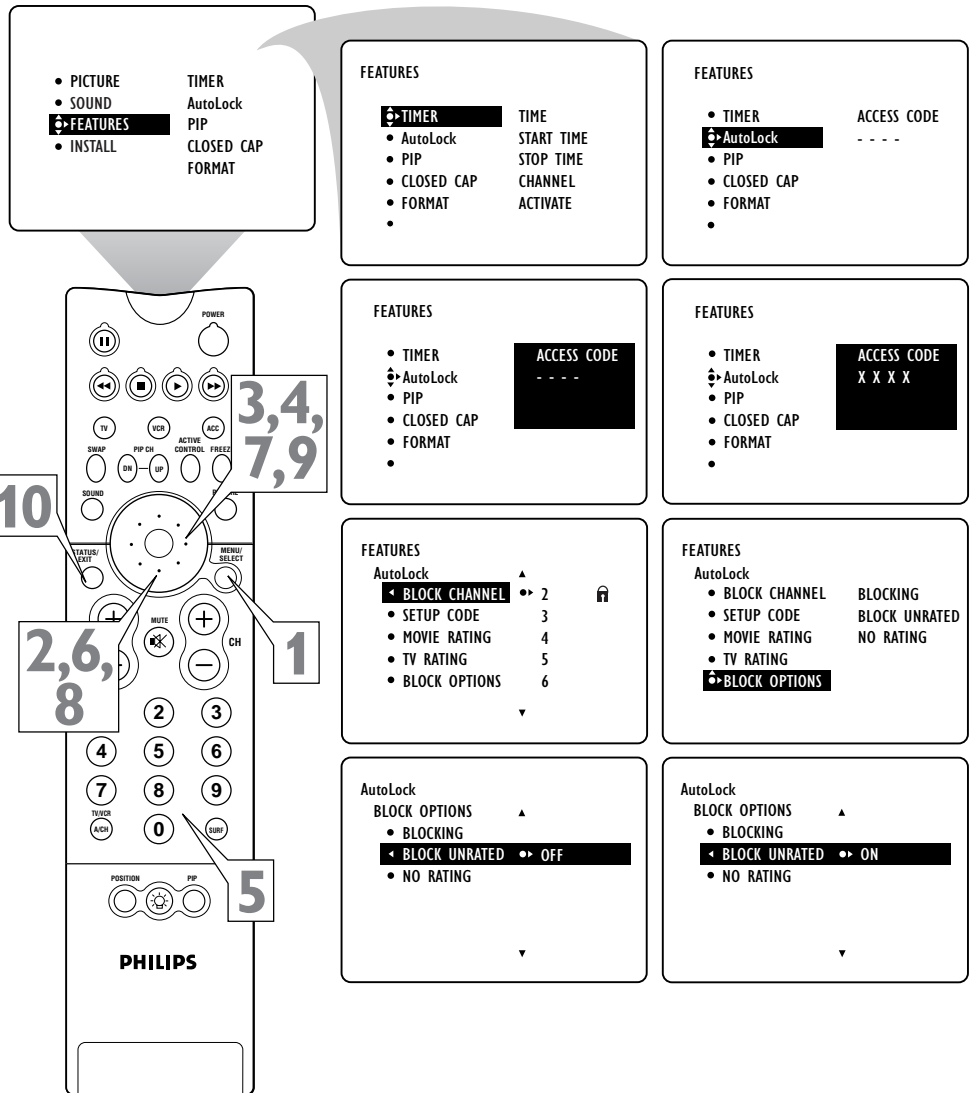 PICTURE TIMER
SOUND AutoLock
FEATURES PIP
INSTALL CLOSED CAP
FORMAT
FEATURES
TIMER TIME
AutoLock START TIME
PIP STOP TIME
CLOSED CAP CHANNEL
FORMAT ACTIVATE
FEATURES
TIMER ACCESS CODE
AutoLock - - - -
PIP
CLOSED CAP
FORMAT
FEATURES
TIMER ACCESS CODE
AutoLock - - - -
PIP
CLOSED CAP
FORMAT
FEATURES
TIMER ACCESS CODE
AutoLock X X X X
PIP
CLOSED CAP
FORMAT
FEATURES
AutoLock
BLOCK CHANNEL 2
SETUP CODE 3
MOVIE RATING 4
TV RATING 5
BLOCK OPTIONS 6
FEATURES
AutoLock
BLOCK CHANNEL BLOCKING
SETUP CODE BLOCK UNRATED
MOVIE RATING NO RATING
TV RATING
BLOCK OPTIONS
AutoLock
BLOCK OPTIONS
BLOCKING
BLOCK UNRATED OFF
NO RATING
AutoLock
BLOCK OPTIONS
BLOCKING
BLOCK UNRATED ON
NO RATING
POWER
TV VCR ACC
SWAP PIP CH ACTIVE CONTROL
DN UP
SOUND
3,4,
7,9
10
STATUS/
EXIT
MENU/
SELECT
MUTE
CH
2,6,
8
1
2 3
4 5 6
7 8 9
TV/VCR
A/CH 0 SURF
5
POSITION PIP
PHILIPS